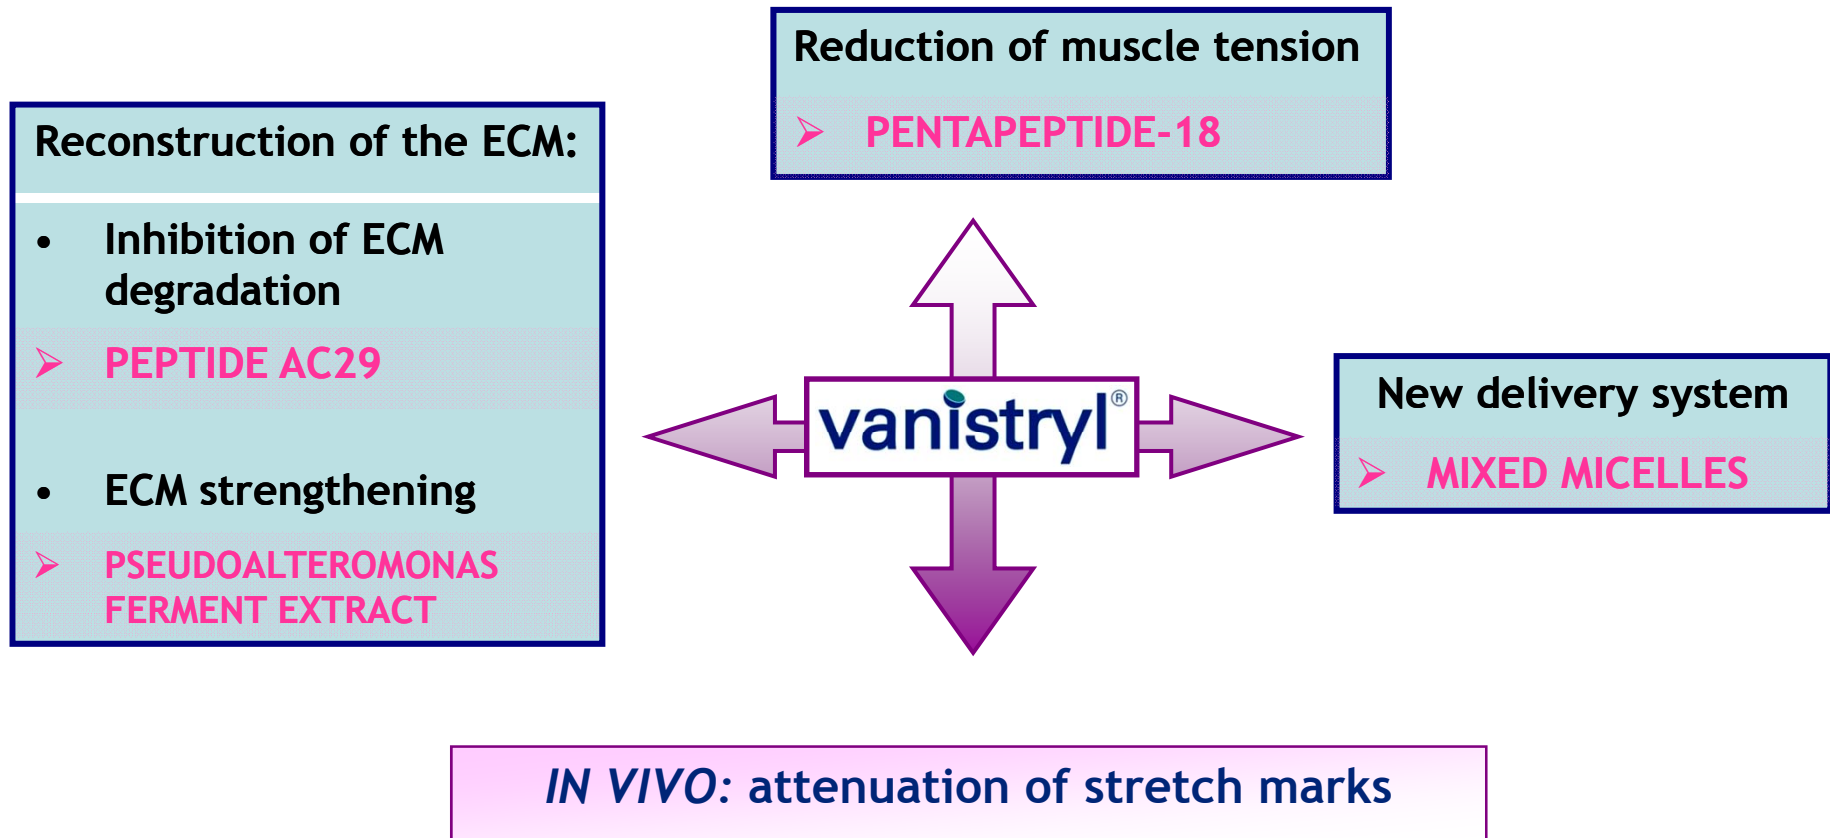 Reduction of muscle tension
➢ PENTAPEPTIDE-18
Reconstruction of the ECM:
• Inhibition of ECM
degradation
➢ PEPTIDE AC29
• ECM strengthening
➢ PSEUDOALTEROMONAS
FERMENT EXTRACT
vanistryl®
New delivery system
➢ MIXED MICELLES
IN VIVO: attenuation of stretch marks